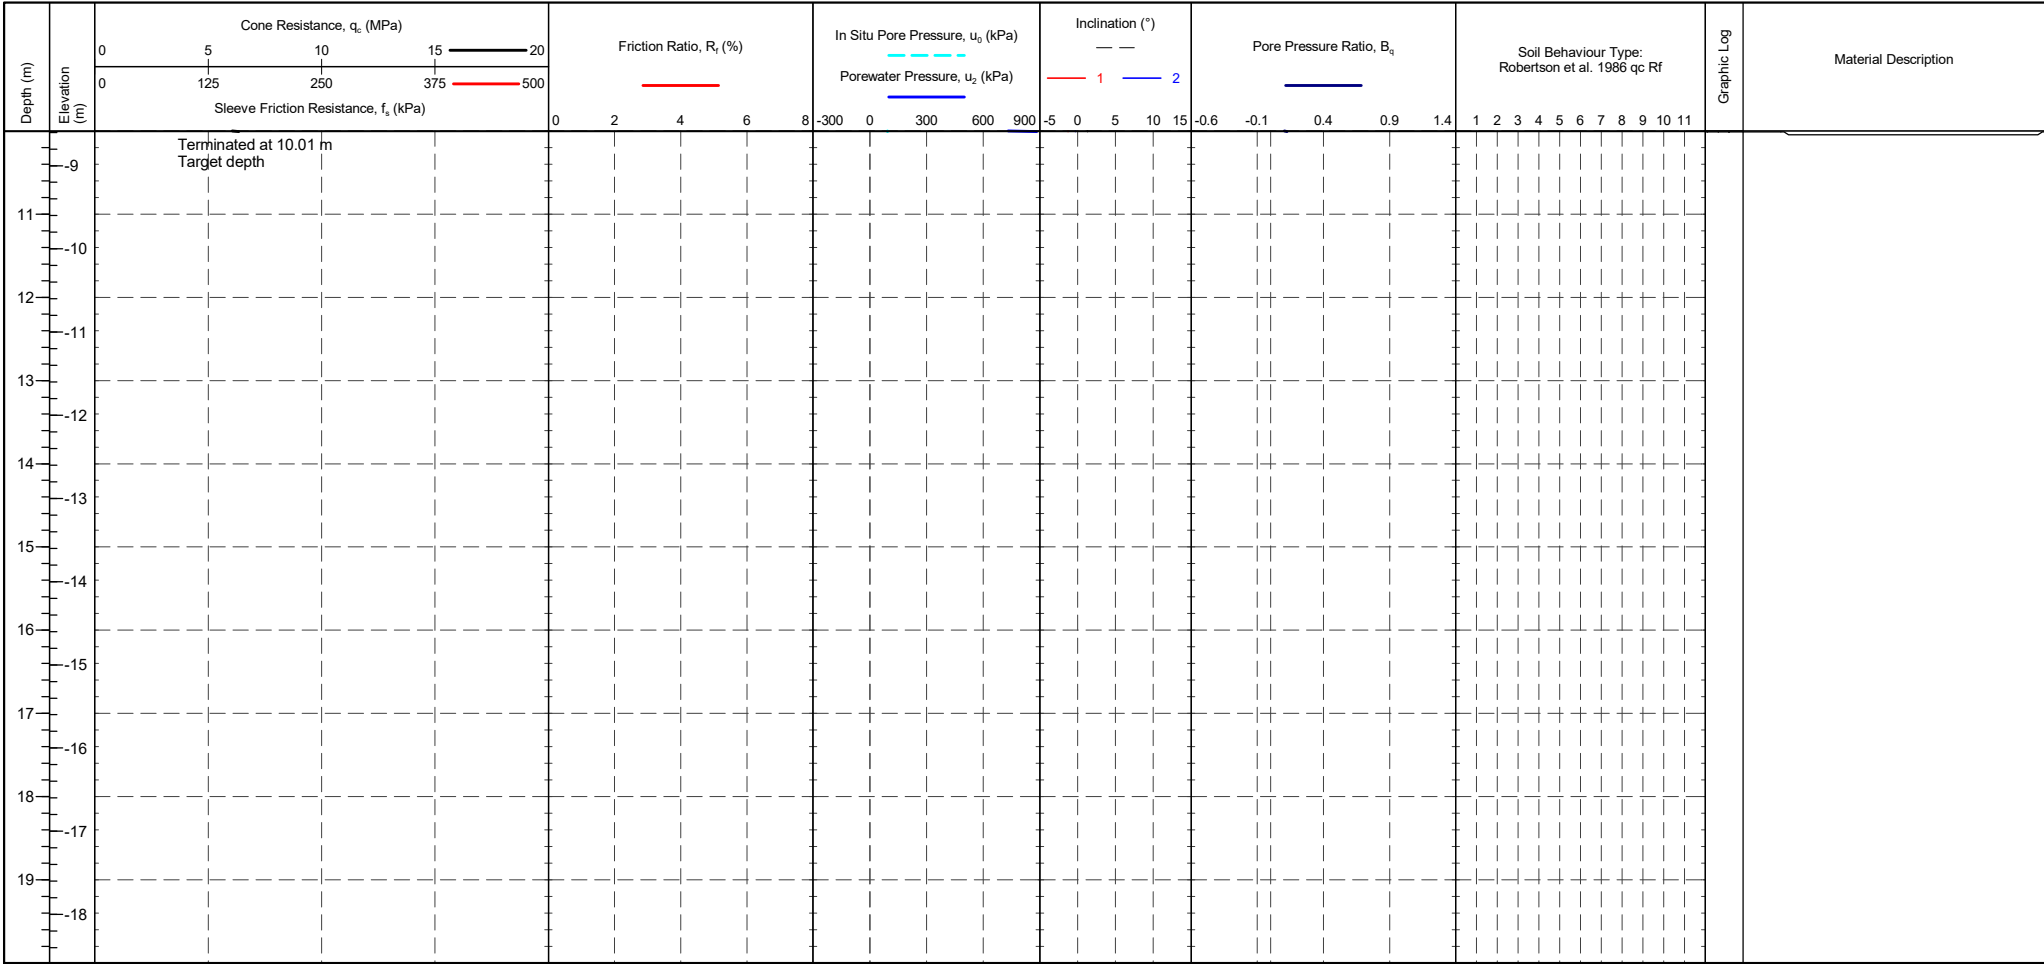 Depth (m)
Elevation
(m)
Cone Resistance, qc (MPa)
0 5 10 15 20
0 125 250 375 500
Sleeve Friction Resistance, fs (kPa)
Friction Ratio, Rf (%)
0 2 4 6 8
In Situ Pore Pressure, u0 (kPa)
Porewater Pressure, u2 (kPa)
-300 0 300 600 900
Inclination (°)
1 2
-5 0 5 10 15
Pore Pressure Ratio, Bq
-0.6 -0.1 0.4 0.9 1.4
Soil Behaviour Type:
Robertson et al. 1986 qc Rf
1 2 3 4 5 6 7 8 9 10 11
Graphic Log
Material Description
Terminated at 10.01 m
Target depth
-9
11
-10
12
-11
13
-12
14
-13
15
-14
16
-15
17
-16
18
-17
19
-18